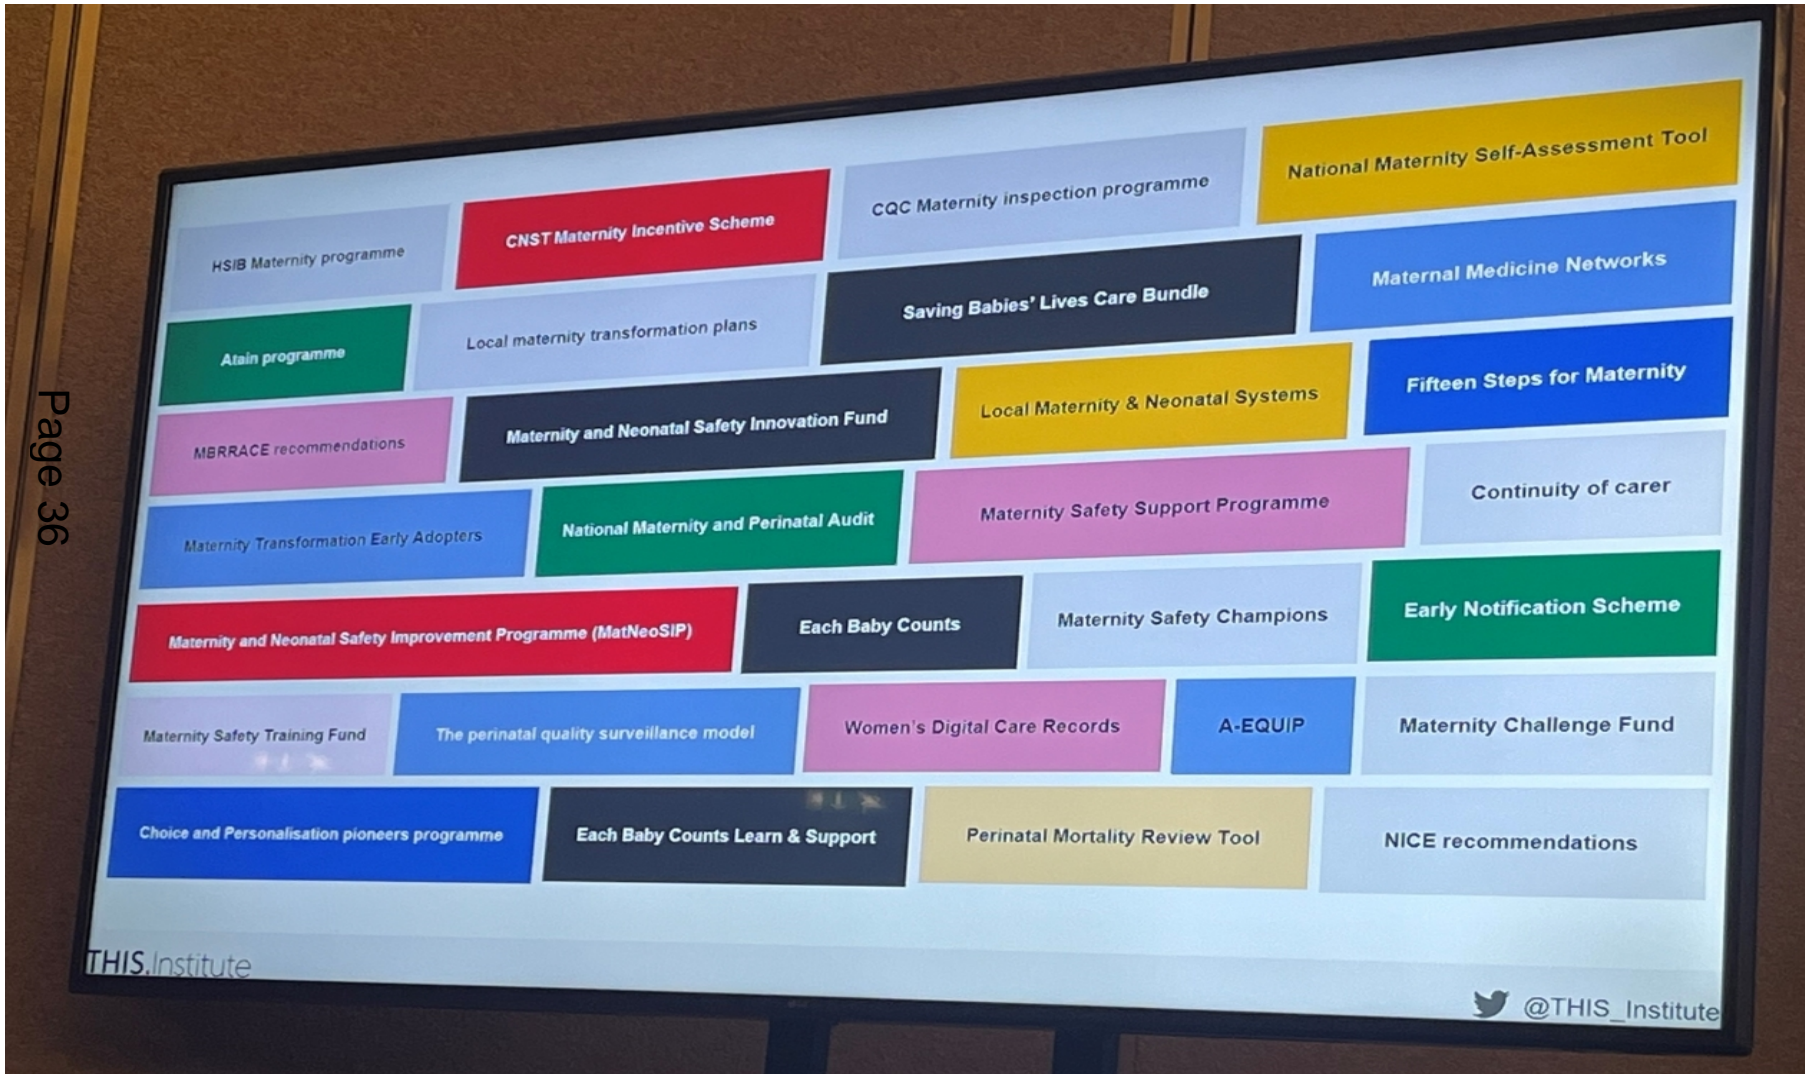 HSIB Maternity programme
CNST Maternity Incentive Scheme
CQC Maternity inspection programme
National Maternity Self-Assessment Tool
Atain programme
Local maternity transformation plans
Saving Babies' Lives Care Bundle
Maternal Medicine Networks
MBRRACE recommendations
Maternity and Neonatal Safety Innovation Fund
Local Maternity & Neonatal Systems
Fifteen Steps for Maternity
Maternity Transformation Early Adopters
National Maternity and Perinatal Audit
Maternity Safety Support Programme
Continuity of carer
Maternity and Neonatal Safety Improvement Programme (MatNeoSIP)
Each Baby Counts
Maternity Safety Champions
Early Notification Scheme
Maternity Safety Training Fund
The perinatal quality surveillance model
Women's Digital Care Records
A-EQUIP
Maternity Challenge Fund
Choice and Personalisation pioneers programme
Each Baby Counts Learn & Support
Perinatal Mortality Review Tool
NICE recommendations
THIS.Institute
@THIS_Institute
Page 36